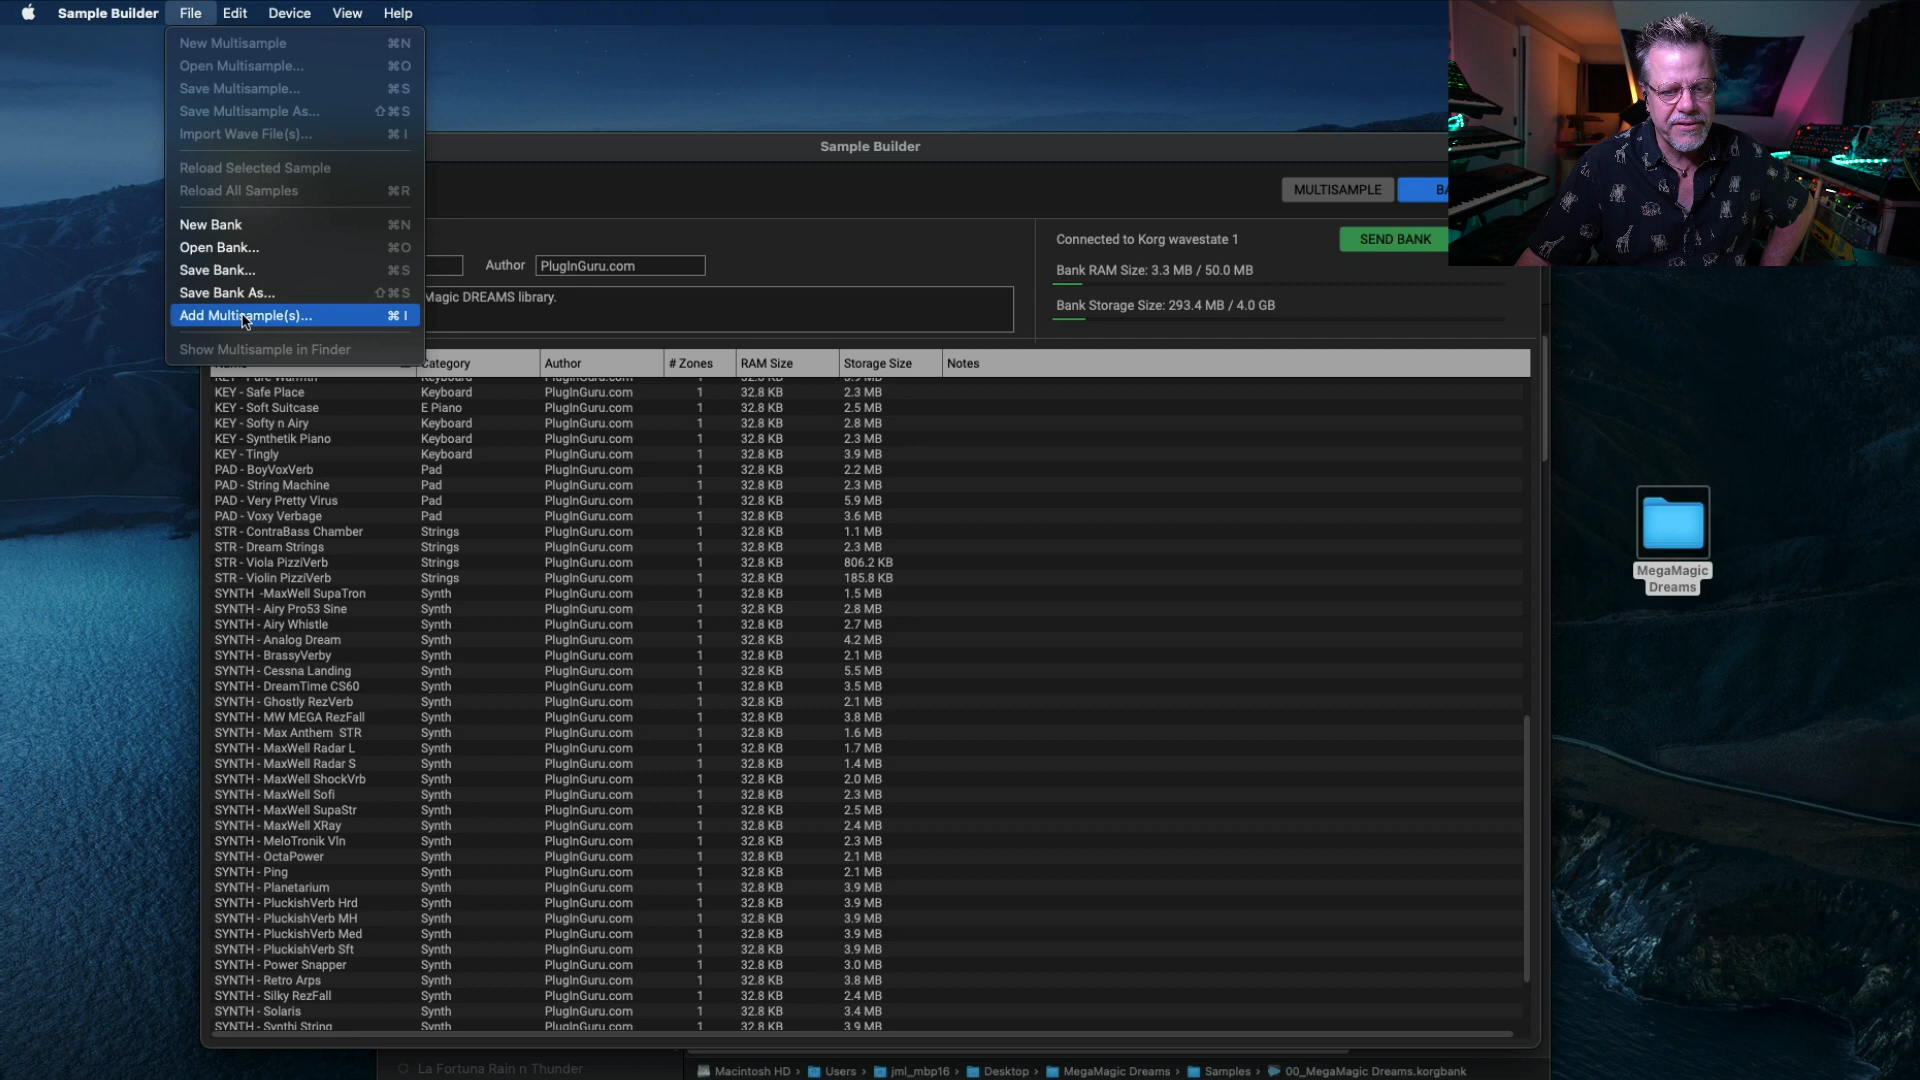 Sample Builder File Edit Device View Help
New Multisample ⌘N
Open Multisample... ⌘O
Save Multisample... ⌘S
Save Multisample As... ⇧⌘S
Import Wave File(s)... ⌘I
Reload Selected Sample
Reload All Samples ⌘R
New Bank ⌘N
Open Bank... ⌘O
Save Bank... ⌘S
Save Bank As... ⇧⌘S
Add Multisample(s)... ⌘I
Show Multisample in Finder
Sample Builder
MULTISAMPLE
Connected to Korg wavestate 1 SEND BANK
Author PlugInGuru.com
Bank RAM Size: 3.3 MB / 50.0 MB
Magic DREAMS library.
Bank Storage Size: 293.4 MB / 4.0 GB
Category Author # Zones RAM Size Storage Size Notes
KEY - Pure Warmth Keyboard PlugInGuru.com 1 32.8 KB 3.9 MB
KEY - Safe Place Keyboard PlugInGuru.com 1 32.8 KB 2.3 MB
KEY - Soft Suitcase E Piano PlugInGuru.com 1 32.8 KB 2.5 MB
KEY - Softy n Airy Keyboard PlugInGuru.com 1 32.8 KB 2.8 MB
KEY - Synthetik Piano Keyboard PlugInGuru.com 1 32.8 KB 2.3 MB
KEY - Tingly Keyboard PlugInGuru.com 1 32.8 KB 3.9 MB
PAD - BoyVoxVerb Pad PlugInGuru.com 1 32.8 KB 2.2 MB
PAD - String Machine Pad PlugInGuru.com 1 32.8 KB 2.3 MB
PAD - Very Pretty Virus Pad PlugInGuru.com 1 32.8 KB 5.9 MB
PAD - Voxy Verbage Pad PlugInGuru.com 1 32.8 KB 3.6 MB
STR - ContraBass Chamber Strings PlugInGuru.com 1 32.8 KB 1.1 MB
STR - Dream Strings Strings PlugInGuru.com 1 32.8 KB 2.3 MB
STR - Viola PizziVerb Strings PlugInGuru.com 1 32.8 KB 806.2 KB
STR - Violin PizziVerb Strings PlugInGuru.com 1 32.8 KB 185.8 KB
SYNTH -MaxWell SupaTron Synth PlugInGuru.com 1 32.8 KB 1.5 MB
SYNTH - Airy Pro53 Sine Synth PlugInGuru.com 1 32.8 KB 2.8 MB
SYNTH - Airy Whistle Synth PlugInGuru.com 1 32.8 KB 2.7 MB
SYNTH - Analog Dream Synth PlugInGuru.com 1 32.8 KB 4.2 MB
SYNTH - BrassyVerby Synth PlugInGuru.com 1 32.8 KB 2.1 MB
SYNTH - Cessna Landing Synth PlugInGuru.com 1 32.8 KB 5.5 MB
SYNTH - DreamTime CS60 Synth PlugInGuru.com 1 32.8 KB 3.5 MB
SYNTH - Ghostly RezVerb Synth PlugInGuru.com 1 32.8 KB 2.1 MB
SYNTH - MW MEGA RezFall Synth PlugInGuru.com 1 32.8 KB 3.8 MB
SYNTH - Max Anthem STR Synth PlugInGuru.com 1 32.8 KB 1.6 MB
SYNTH - MaxWell Radar L Synth PlugInGuru.com 1 32.8 KB 1.7 MB
SYNTH - MaxWell Radar S Synth PlugInGuru.com 1 32.8 KB 1.4 MB
SYNTH - MaxWell ShockVrb Synth PlugInGuru.com 1 32.8 KB 2.0 MB
SYNTH - MaxWell Sofi Synth PlugInGuru.com 1 32.8 KB 2.3 MB
SYNTH - MaxWell SupaStr Synth PlugInGuru.com 1 32.8 KB 2.5 MB
SYNTH - MaxWell XRay Synth PlugInGuru.com 1 32.8 KB 2.4 MB
SYNTH - MeloTronik Vln Synth PlugInGuru.com 1 32.8 KB 2.3 MB
SYNTH - OctaPower Synth PlugInGuru.com 1 32.8 KB 2.1 MB
SYNTH - Ping Synth PlugInGuru.com 1 32.8 KB 2.1 MB
SYNTH - Planetarium Synth PlugInGuru.com 1 32.8 KB 3.9 MB
SYNTH - PluckishVerb Hrd Synth PlugInGuru.com 1 32.8 KB 3.9 MB
SYNTH - PluckishVerb MH Synth PlugInGuru.com 1 32.8 KB 3.9 MB
SYNTH - PluckishVerb Med Synth PlugInGuru.com 1 32.8 KB 3.9 MB
SYNTH - PluckishVerb Sft Synth PlugInGuru.com 1 32.8 KB 3.9 MB
SYNTH - Power Snapper Synth PlugInGuru.com 1 32.8 KB 3.0 MB
SYNTH - Retro Arps Synth PlugInGuru.com 1 32.8 KB 3.8 MB
SYNTH - Silky RezFall Synth PlugInGuru.com 1 32.8 KB 2.4 MB
SYNTH - Solaris Synth PlugInGuru.com 1 32.8 KB 3.4 MB
SYNTH - Synthi String Synth PlugInGuru.com 1 32.8 KB 3.9 MB
MegaMagic
Dreams
La Fortuna Rain n Thunder
Macintosh HD › Users › jml_mbp16 › Desktop › MegaMagic Dreams › Samples › 00_MegaMagic Dreams.korgbank